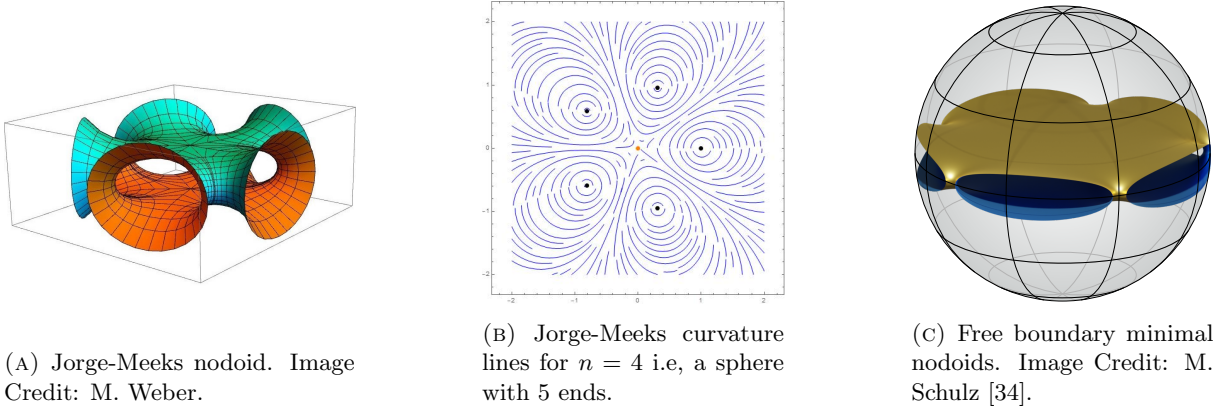 2
1
0
-1
-2
-2
-1
0
1
2
(A) Jorge-Meeks nodoid. Image
Credit: M. Weber.
(B) Jorge-Meeks curvature
lines for n = 4 i.e, a sphere
with 5 ends.
(C) Free boundary minimal
nodoids. Image Credit: M.
Schulz [34].